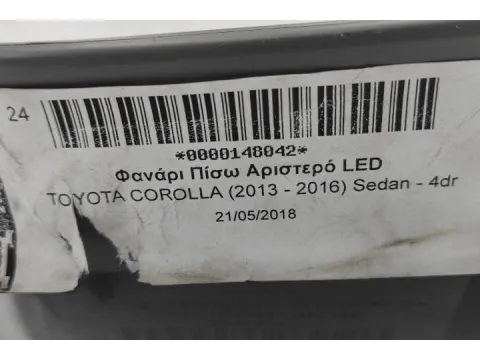 24
*0000148042*
Φανάρι Πίσω Αριστερό LED
TOYOTA COROLLA (2013 - 2016) Sedan - 4dr
21/05/2018